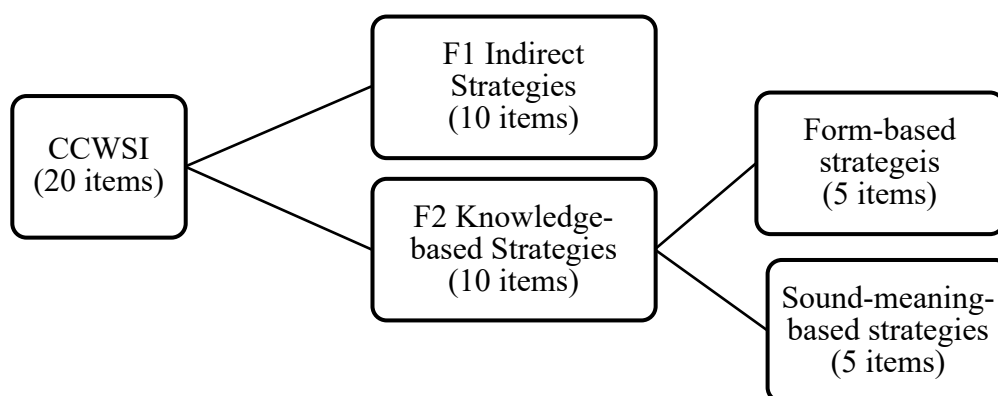 CCWSI
(20 items)
F1 Indirect
Strategies
(10 items)
F2 Knowledge-
based Strategies
(10 items)
Form-based
strategeis
(5 items)
Sound-meaning-
based strategies
(5 items)